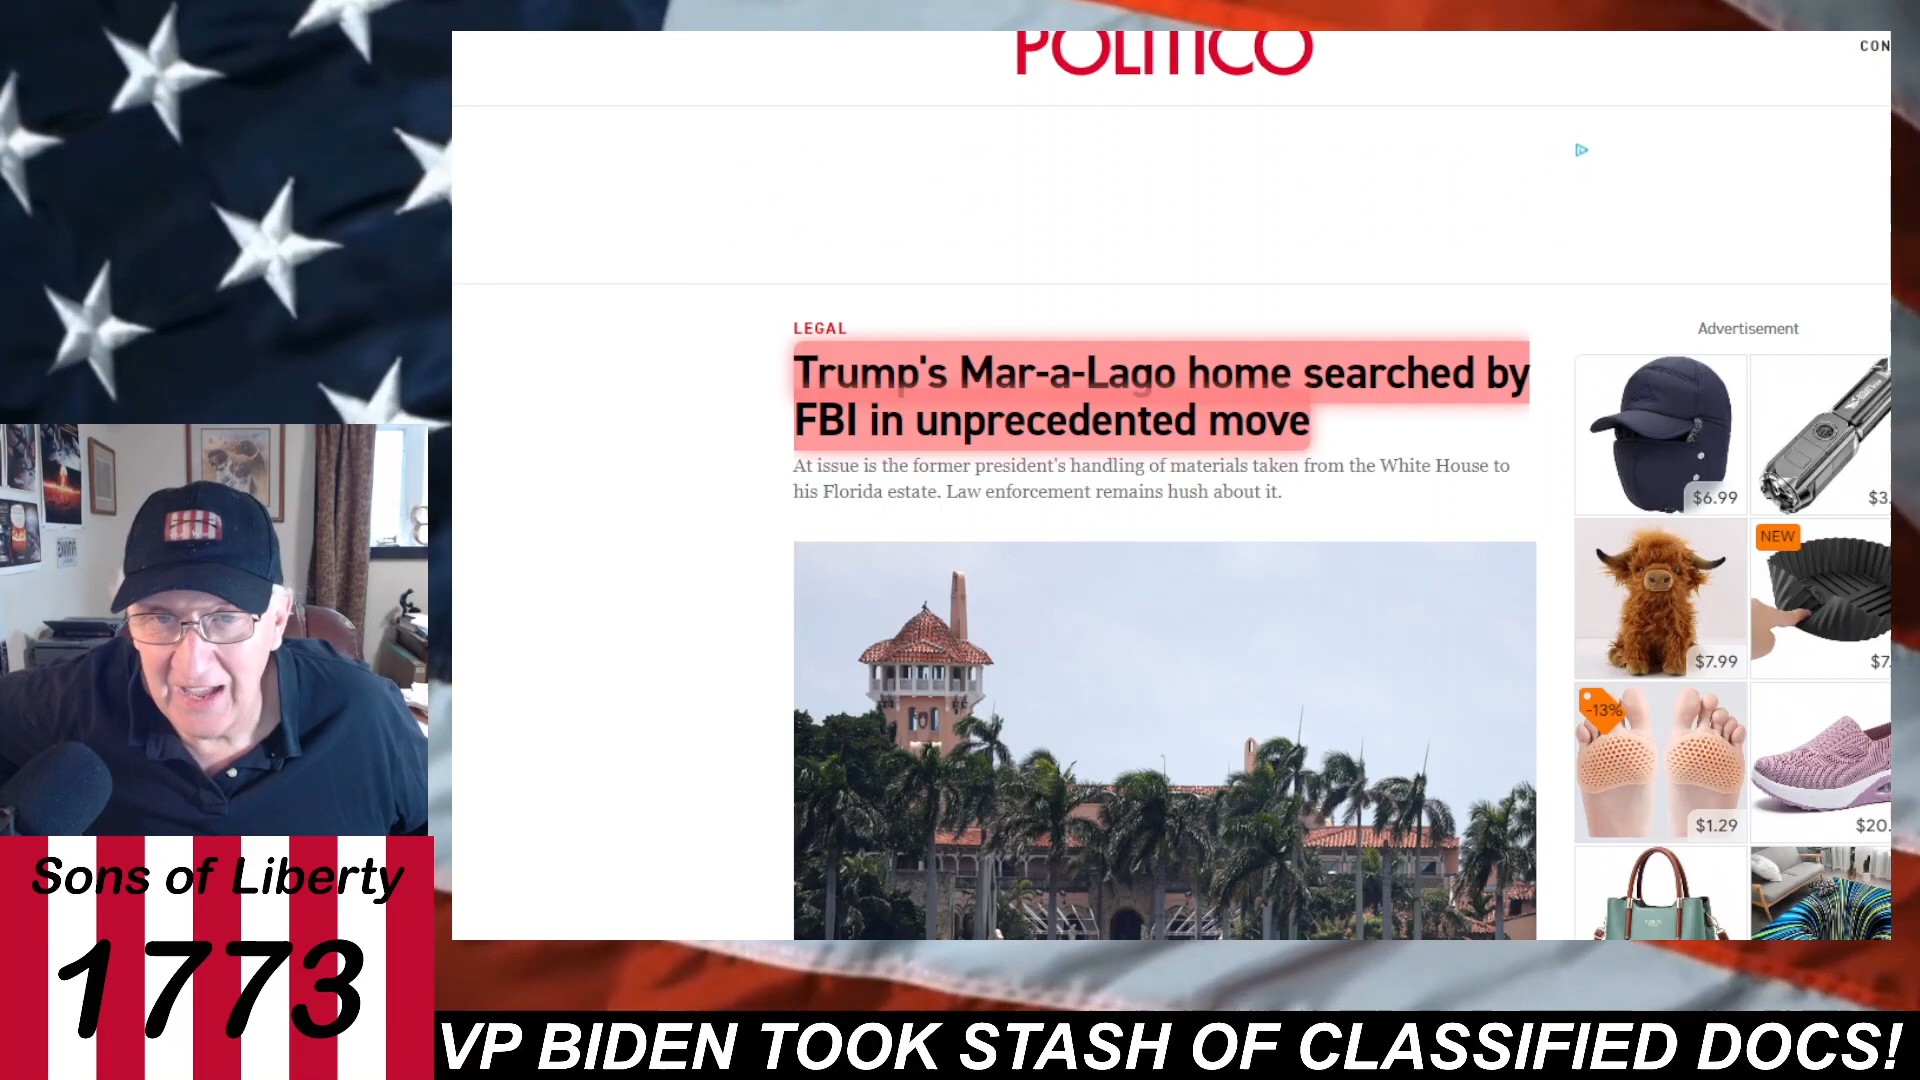 POLITICO
CON
LEGAL
Trump's Mar-a-Lago home searched by
FBI in unprecedented move
At issue is the former president's handling of materials taken from the White House to
his Florida estate. Law enforcement remains hush about it.
Advertisement
$6.99
$3.
NEW
$7.99
$7.
-13%
$1.29
$20.
Sons of Liberty
1773
VP BIDEN TOOK STASH OF CLASSIFIED DOCS!